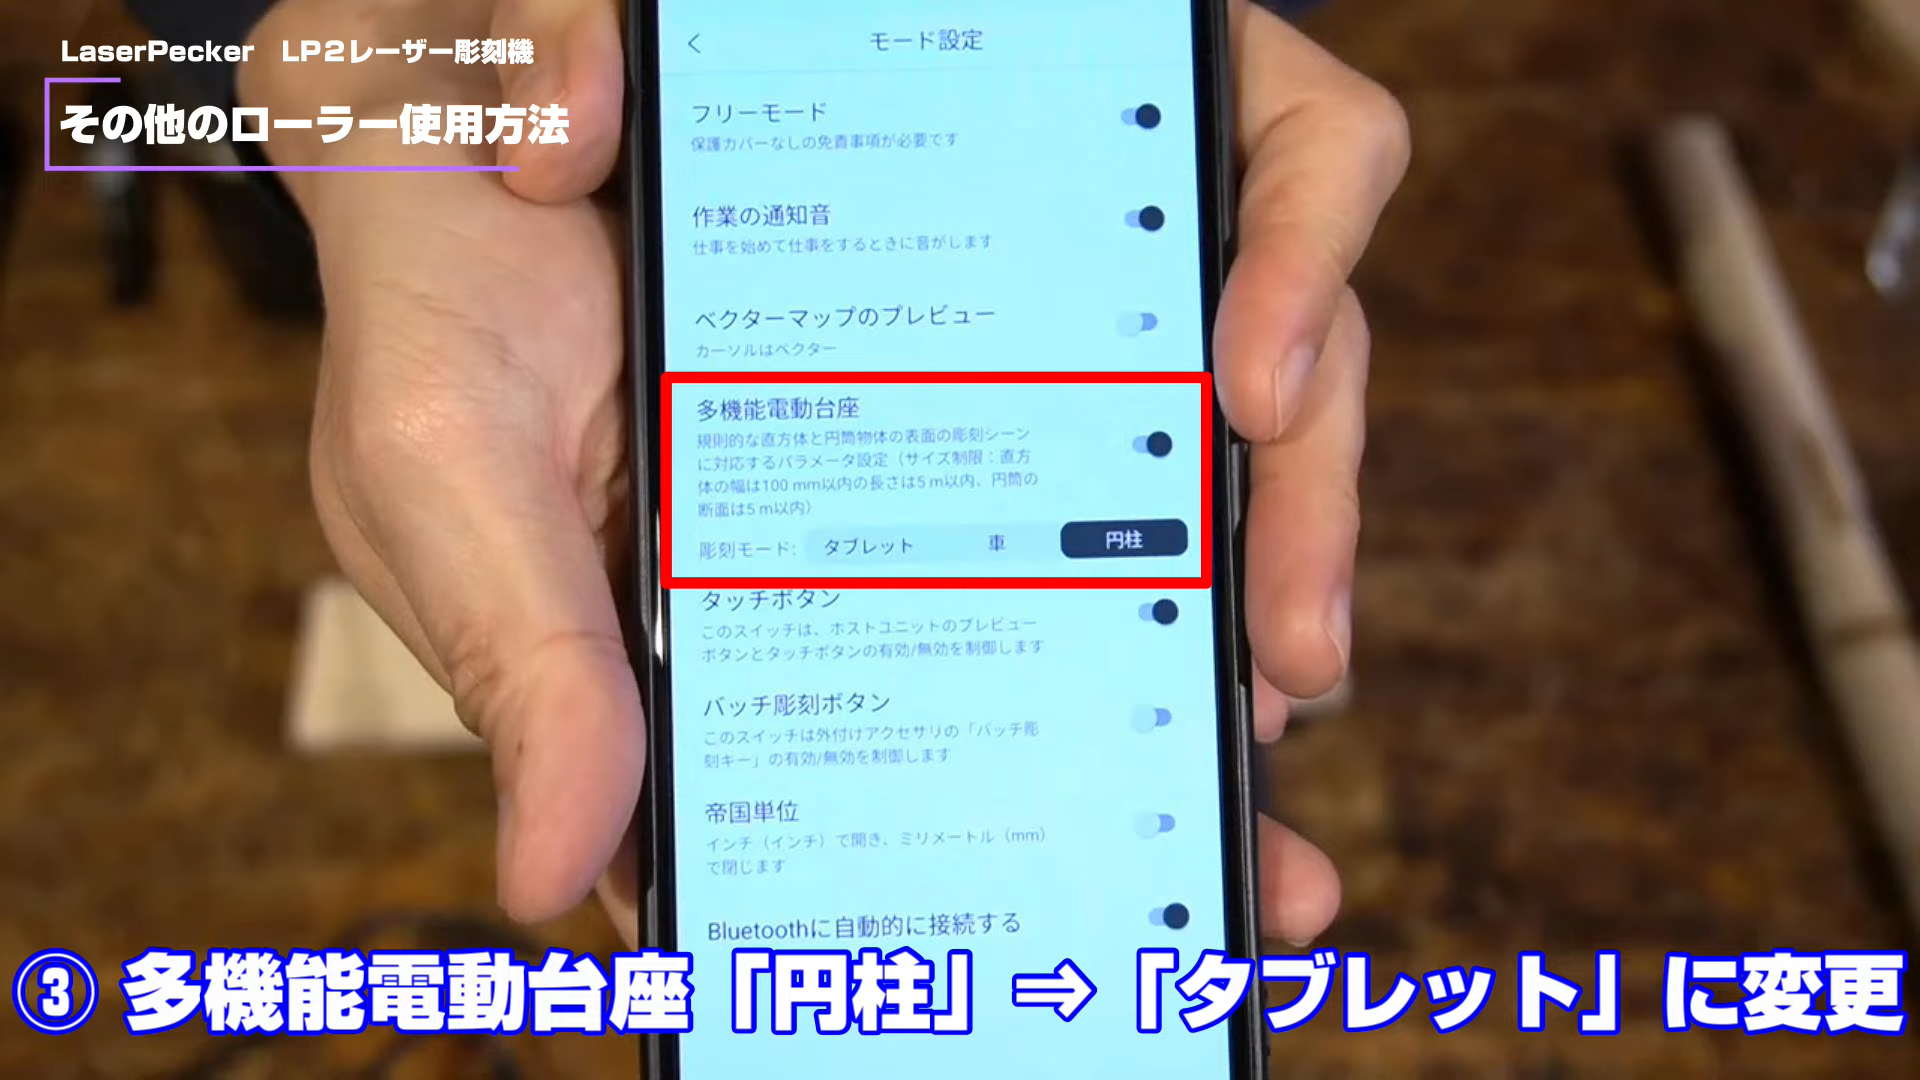 LaserPecker LP2レーザー彫刻機
その他のローラー使用方法
モード設定
フリーモード
保護カバーなしの免責事項が必要です
作業の通知音
仕事を始めて仕事をするときに音がします
ベクターマップのプレビュー
カーソルはベクター
多機能電動台座
規則的な直方体と円筒物体の表面の彫刻シーン
に対応するパラメータ設定（サイズ制限：直方
体の幅は100 mm以内の長さは5 m以内、円筒の
断面は5 m以内）
彫刻モード: タブレット 車 円柱
タッチボタン
このスイッチは、ホストユニットのプレビュー
ボタンとタッチボタンの有効/無効を制御します
バッチ彫刻ボタン
このスイッチは外付けアクセサリの「バッチ彫
刻キー」の有効/無効を制御します
帝国単位
インチ（インチ）で開き、ミリメートル（mm）
で閉じます
Bluetoothに自動的に接続する
③ 多機能電動台座「円柱」⇒「タブレット」に変更